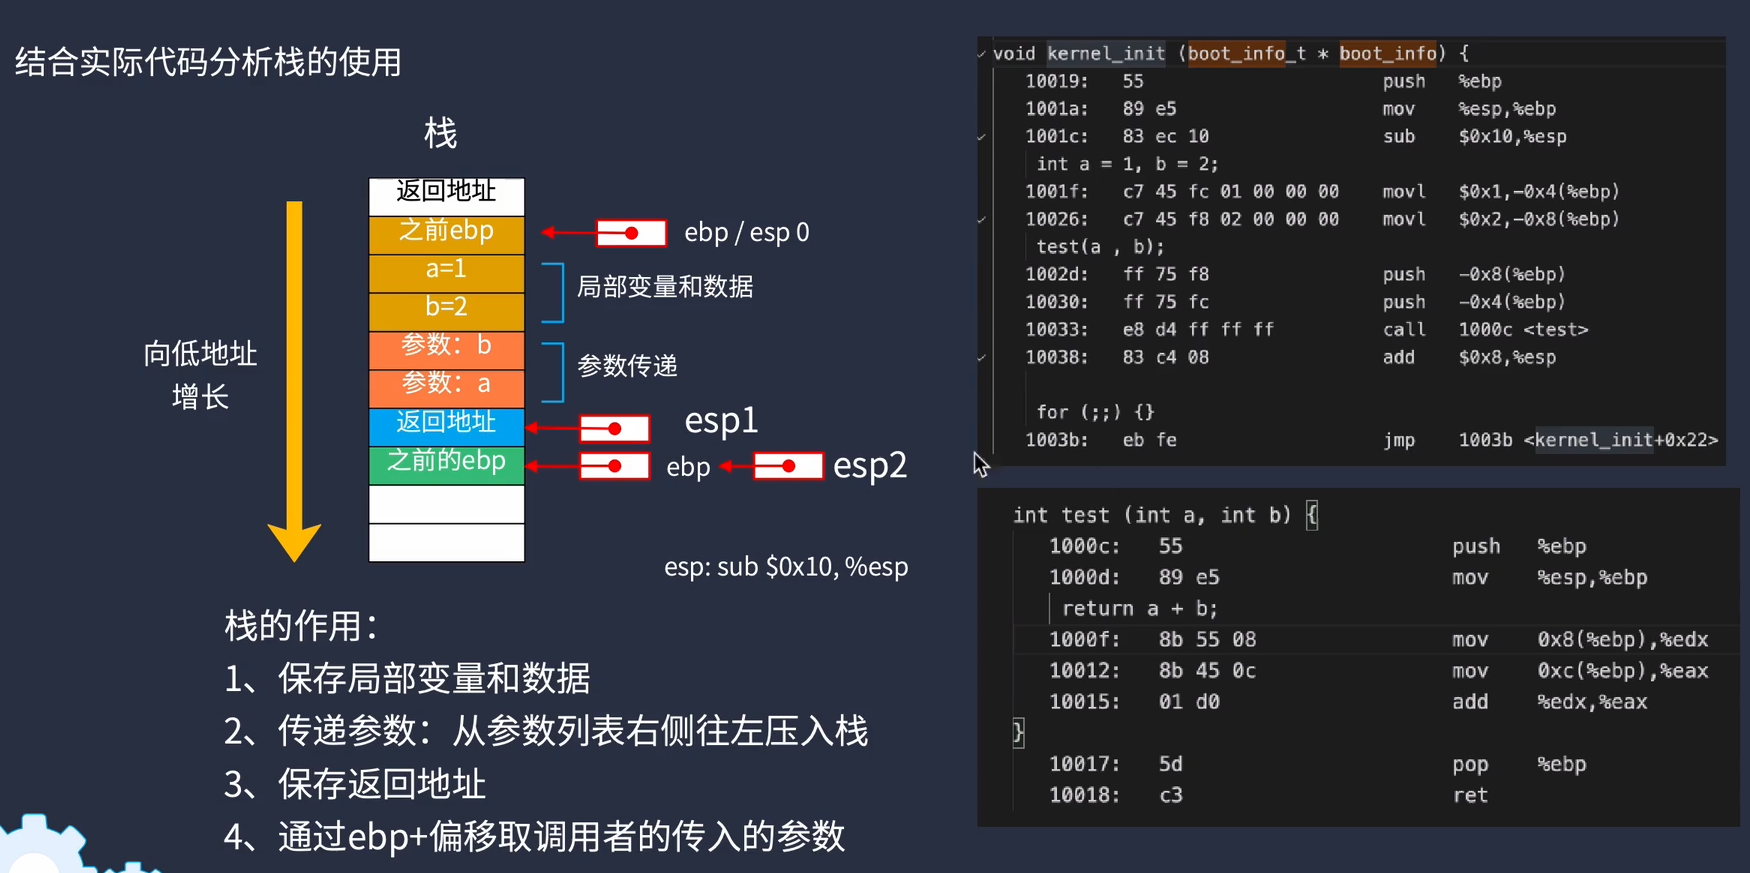 结合实际代码分析栈的使用
栈
返回地址
之前ebp
a=1
b=2
参数：b
参数：a
返回地址
之前的ebp
向低地址
增长
ebp / esp 0
局部变量和数据
参数传递
esp1
ebp
esp2
esp: sub $0x10, %esp
栈的作用：
1、保存局部变量和数据
2、传递参数：从参数列表右侧往左压入栈
3、保存返回地址
4、通过ebp+偏移取调用者的传入的参数
void kernel_init (boot_info_t * boot_info) {
10019: 55 push %ebp
1001a: 89 e5 mov %esp,%ebp
1001c: 83 ec 10 sub $0x10,%esp
int a = 1, b = 2;
1001f: c7 45 fc 01 00 00 00 movl $0x1,-0x4(%ebp)
10026: c7 45 f8 02 00 00 00 movl $0x2,-0x8(%ebp)
test(a , b);
1002d: ff 75 f8 push -0x8(%ebp)
10030: ff 75 fc push -0x4(%ebp)
10033: e8 d4 ff ff ff call 1000c <test>
10038: 83 c4 08 add $0x8,%esp
for (;;) {}
1003b: eb fe jmp 1003b <kernel_init+0x22>
int test (int a, int b) {
1000c: 55 push %ebp
1000d: 89 e5 mov %esp,%ebp
return a + b;
1000f: 8b 55 08 mov 0x8(%ebp),%edx
10012: 8b 45 0c mov 0xc(%ebp),%eax
10015: 01 d0 add %edx,%eax
}
10017: 5d pop %ebp
10018: c3 ret